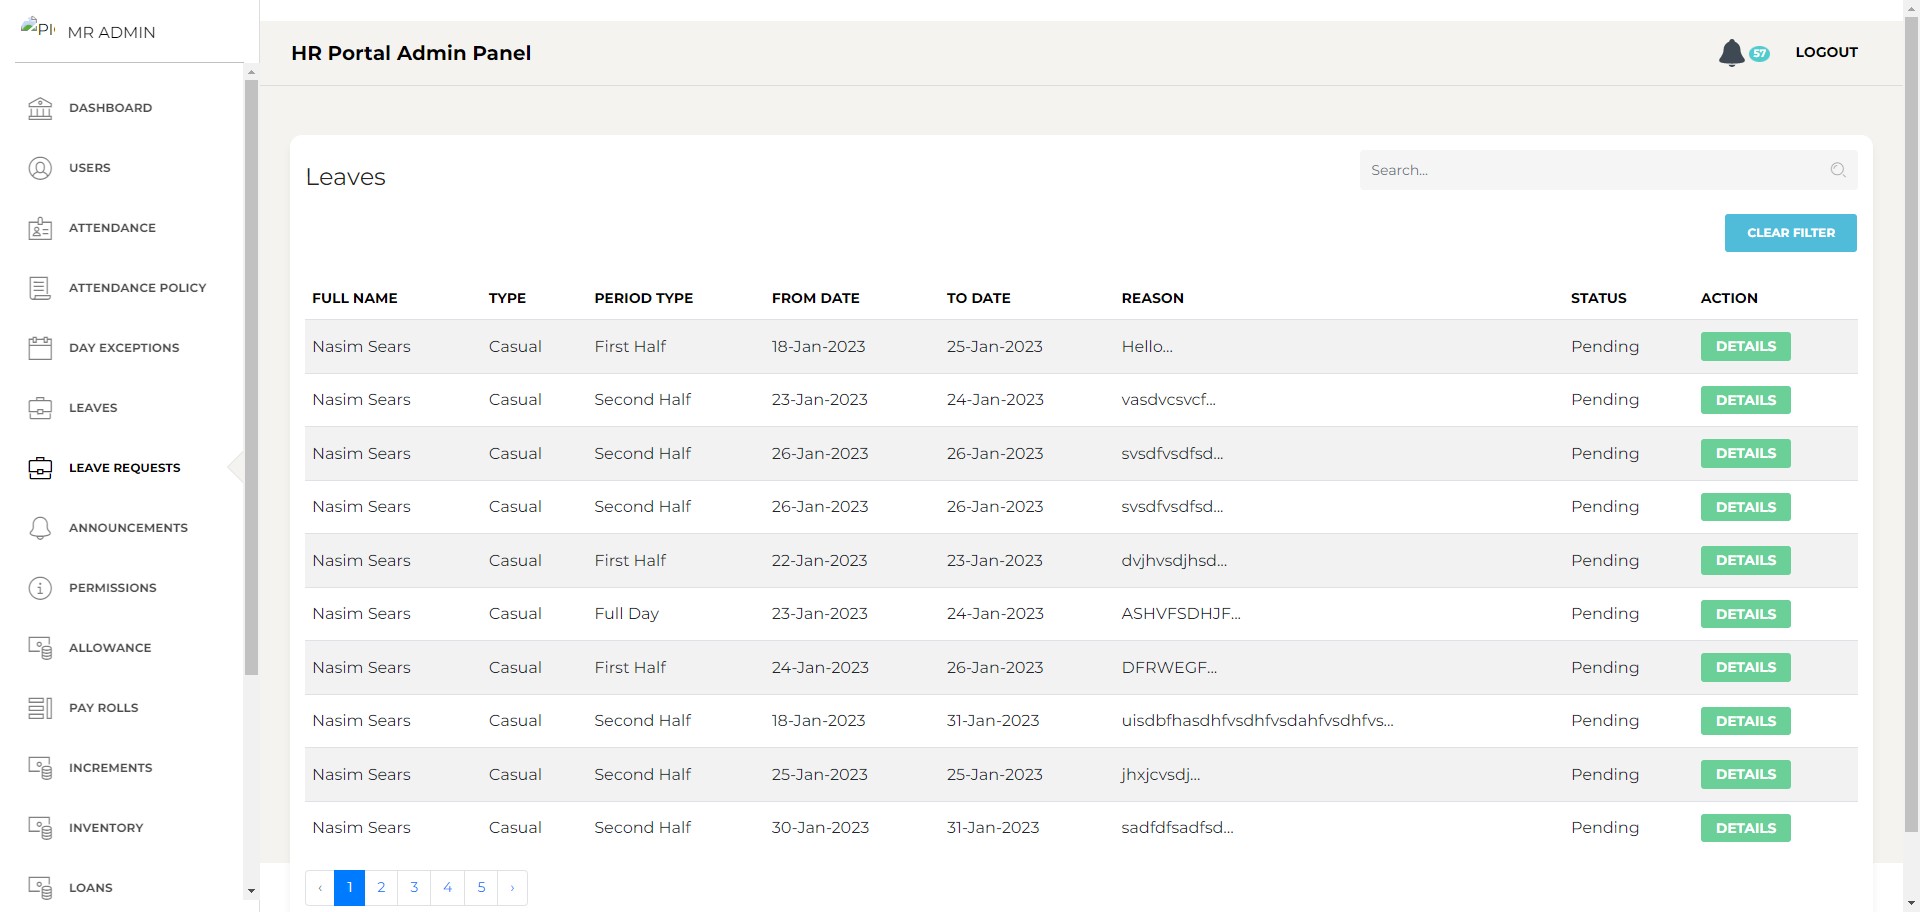 MR ADMIN
HR Portal Admin Panel
57
LOGOUT
DASHBOARD
USERS
ATTENDANCE
ATTENDANCE POLICY
DAY EXCEPTIONS
LEAVES
LEAVE REQUESTS
ANNOUNCEMENTS
PERMISSIONS
ALLOWANCE
PAY ROLLS
INCREMENTS
INVENTORY
LOANS
Leaves
Search...
CLEAR FILTER
FULL NAME TYPE PERIOD TYPE FROM DATE TO DATE REASON STATUS ACTION
Nasim Sears Casual First Half 18-Jan-2023 25-Jan-2023 Hello... Pending DETAILS
Nasim Sears Casual Second Half 23-Jan-2023 24-Jan-2023 vasdvcsvcf... Pending DETAILS
Nasim Sears Casual Second Half 26-Jan-2023 26-Jan-2023 svsdfvsdfsd... Pending DETAILS
Nasim Sears Casual Second Half 26-Jan-2023 26-Jan-2023 svsdfvsdfsd... Pending DETAILS
Nasim Sears Casual First Half 22-Jan-2023 23-Jan-2023 dvjhvsdjhsd... Pending DETAILS
Nasim Sears Casual Full Day 23-Jan-2023 24-Jan-2023 ASHVFSDHJF... Pending DETAILS
Nasim Sears Casual First Half 24-Jan-2023 26-Jan-2023 DFRWEGF... Pending DETAILS
Nasim Sears Casual Second Half 18-Jan-2023 31-Jan-2023 uisdbfhasdhfvsdhfvsdahfvsdhfvs... Pending DETAILS
Nasim Sears Casual Second Half 25-Jan-2023 25-Jan-2023 jhxjcvsdj... Pending DETAILS
Nasim Sears Casual Second Half 30-Jan-2023 31-Jan-2023 sadfdfsadfsd... Pending DETAILS
‹ 1 2 3 4 5 ›